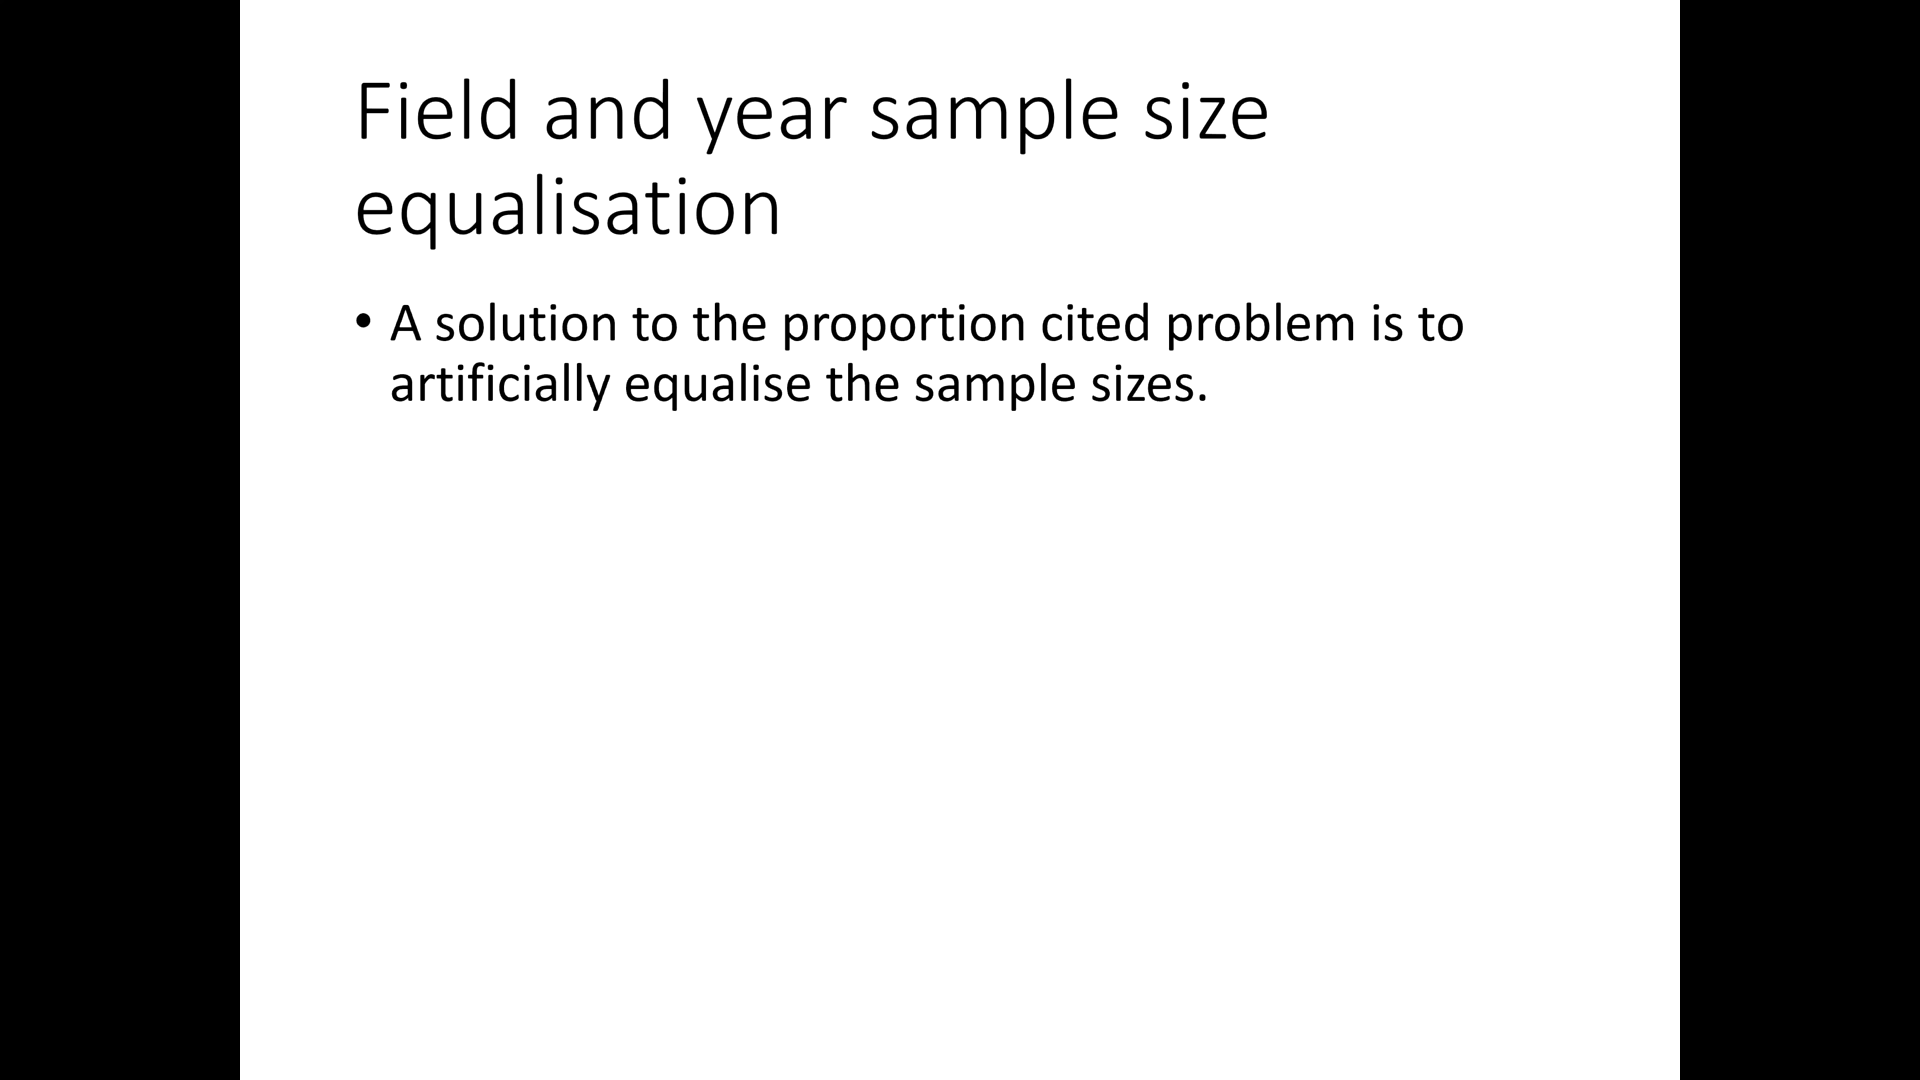 Field and year sample size
equalisation
• A solution to the proportion cited problem is to
artificially equalise the sample sizes.